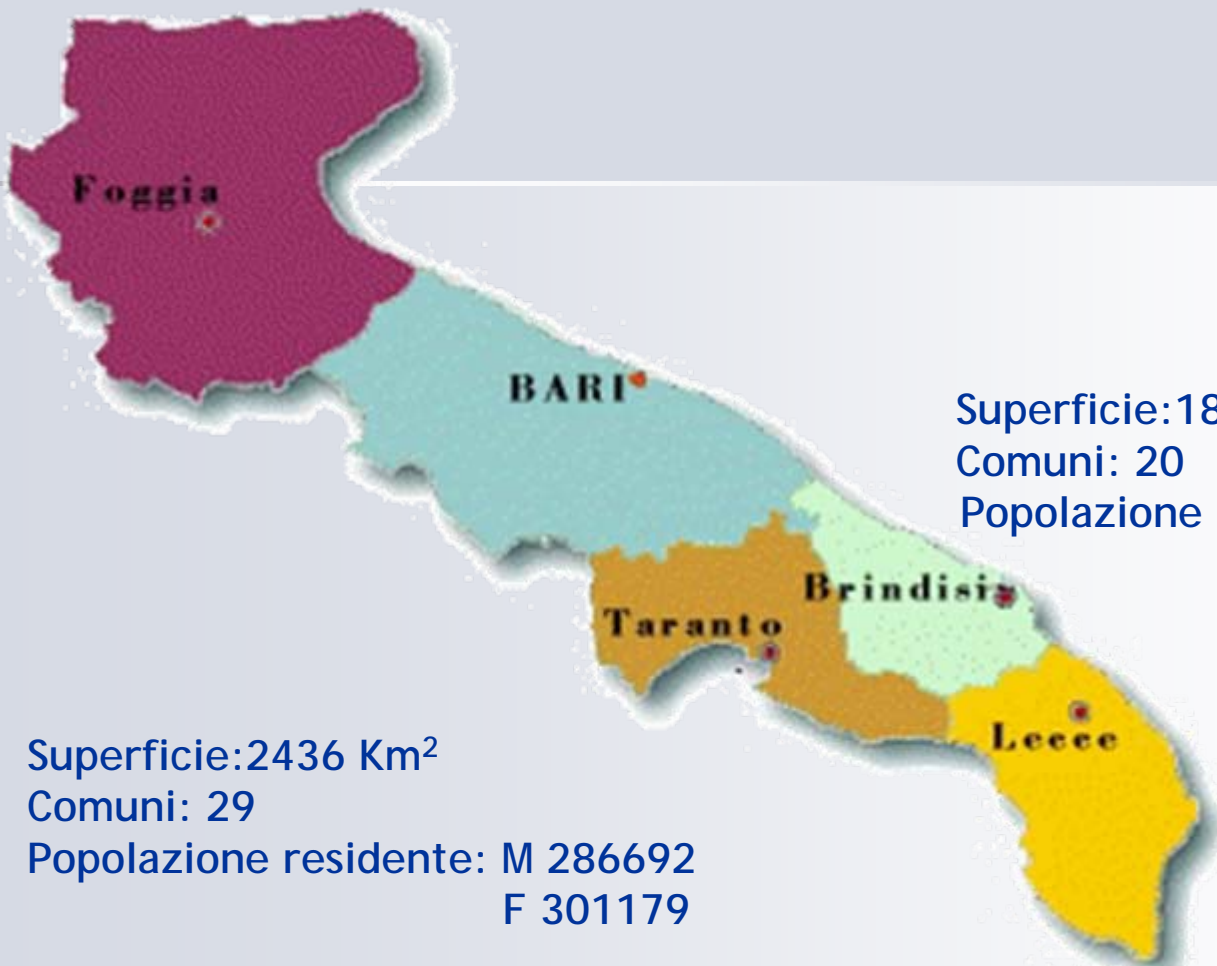 Foggia
BARI
Superficie:18
Comuni: 20
Popolazione
Brindisi
Taranto
Lecce
Superficie:2436 Km²
Comuni: 29
Popolazione residente: M 286692
F 301179